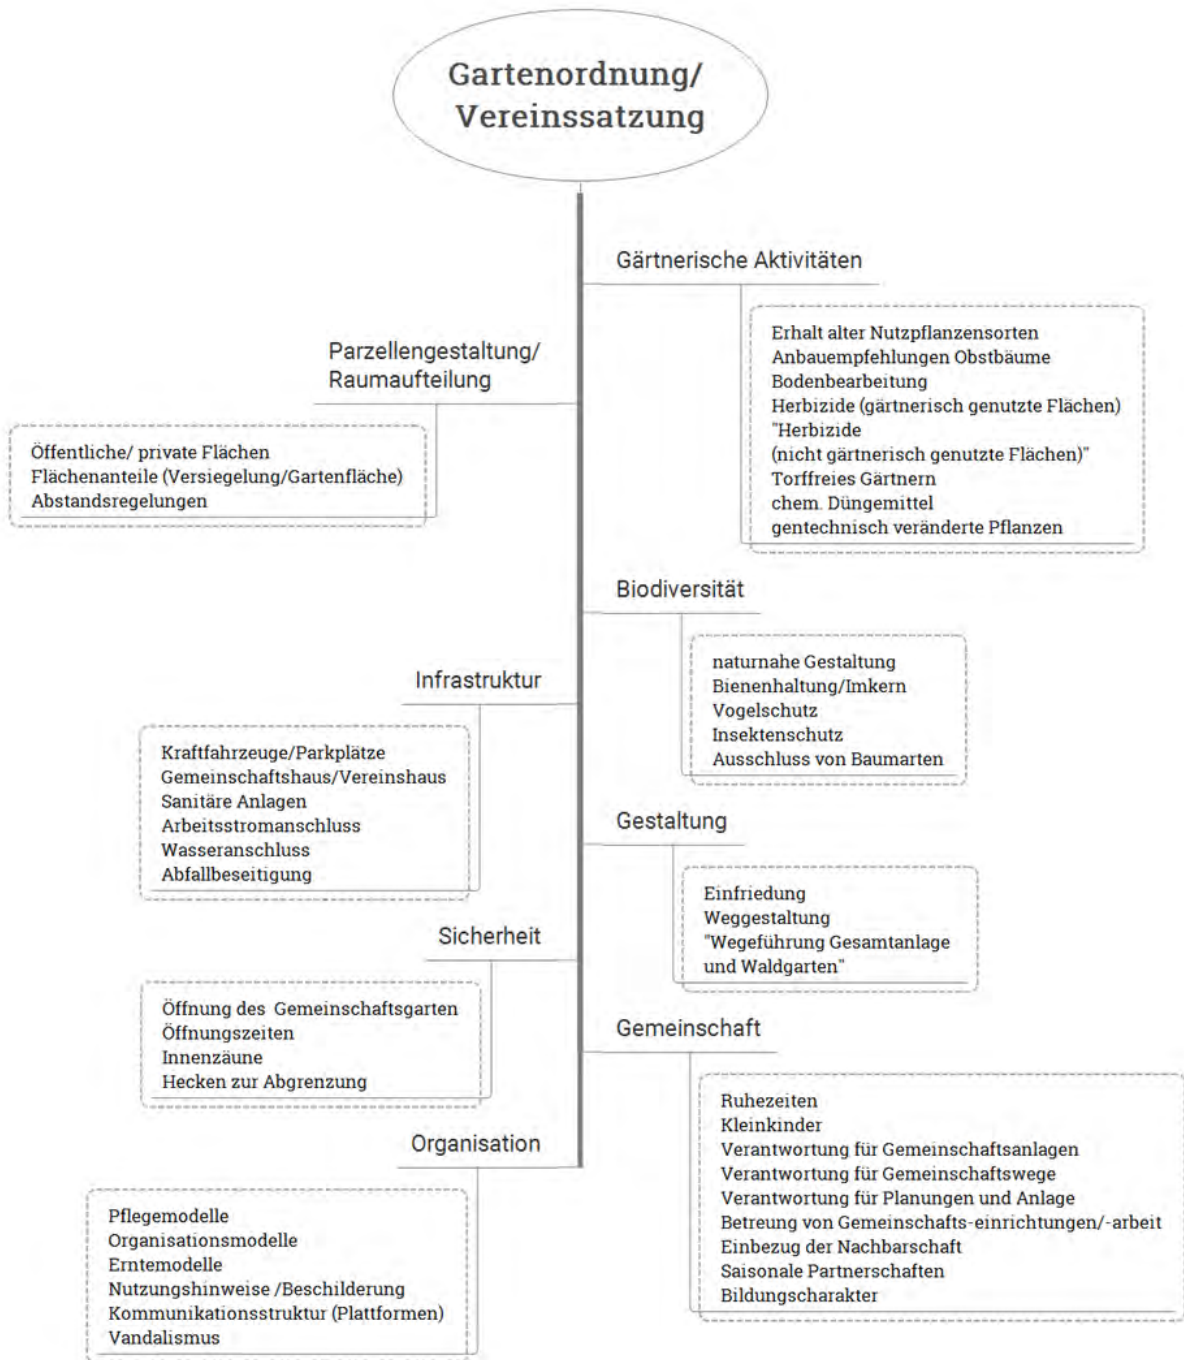 Gartenordnung/
Vereinssatzung
Gärtnerische Aktivitäten
Erhalt alter Nutzpflanzensorten
Anbauempfehlungen Obstbäume
Bodenbearbeitung
Herbizide (gärtnerisch genutzte Flächen)
"Herbizide
(nicht gärtnerisch genutzte Flächen)"
Torffreies Gärtnern
chem. Düngemittel
gentechnisch veränderte Pflanzen
Parzellengestaltung/
Raumaufteilung
Öffentliche/ private Flächen
Flächenanteile (Versiegelung/Gartenfläche)
Abstandsregelungen
Biodiversität
naturnahe Gestaltung
Bienenhaltung/Imkern
Vogelschutz
Insektenschutz
Ausschluss von Baumarten
Infrastruktur
Kraftfahrzeuge/Parkplätze
Gemeinschaftshaus/Vereinshaus
Sanitäre Anlagen
Arbeitsstromanschluss
Wasseranschluss
Abfallbeseitigung
Gestaltung
Einfriedung
Weggestaltung
"Wegeführung Gesamtanlage
und Waldgarten"
Sicherheit
Öffnung des Gemeinschaftsgarten
Öffnungszeiten
Innenzäune
Hecken zur Abgrenzung
Gemeinschaft
Ruhezeiten
Kleinkinder
Verantwortung für Gemeinschaftsanlagen
Verantwortung für Gemeinschaftswege
Verantwortung für Planungen und Anlage
Betreung von Gemeinschafts-einrichtungen/-arbeit
Einbezug der Nachbarschaft
Saisonale Partnerschaften
Bildungscharakter
Organisation
Pflegemodelle
Organisationsmodelle
Erntemodelle
Nutzungshinweise /Beschilderung
Kommunikationsstruktur (Plattformen)
Vandalismus